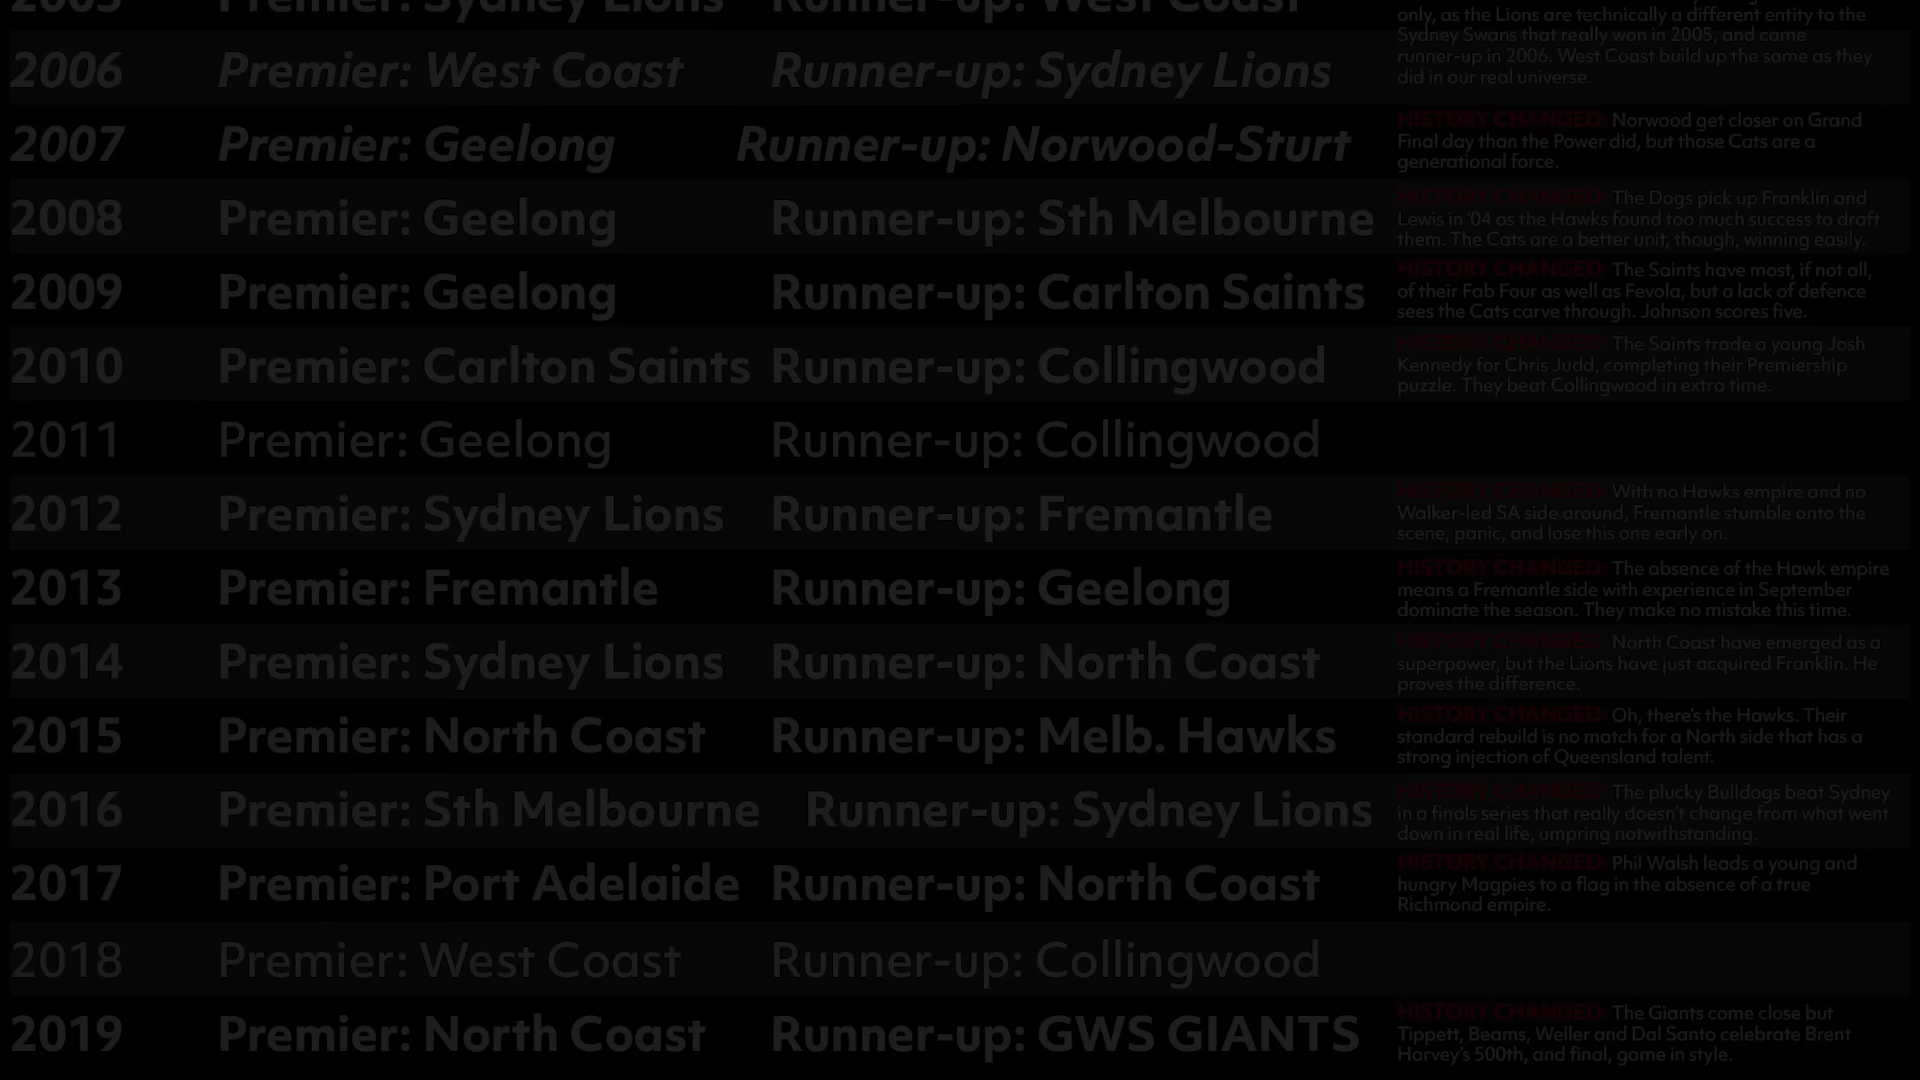 2005 Premier: Sydney Lions Runner-up: West Coast
only, as the Lions are technically a different entity to the
Sydney Swans that really won in 2005, and came
runner-up in 2006. West Coast build up the same as they
did in our real universe.
2006 Premier: West Coast Runner-up: Sydney Lions
2007 Premier: Geelong Runner-up: Norwood-Sturt
HISTORY CHANGED: Norwood get closer on Grand
Final day than the Power did, but those Cats are a
generational force.
2008 Premier: Geelong Runner-up: Sth Melbourne
HISTORY CHANGED: The Dogs pick up Franklin and
Lewis in '04 as the Hawks found too much success to draft
them. The Cats are a better unit, though, winning easily.
2009 Premier: Geelong Runner-up: Carlton Saints
HISTORY CHANGED: The Saints have most, if not all,
of their Fab Four as well as Fevola, but a lack of defence
sees the Cats carve through. Johnson scores five.
2010 Premier: Carlton Saints Runner-up: Collingwood
HISTORY CHANGED: The Saints trade a young Josh
Kennedy for Chris Judd, completing their Premiership
puzzle. They beat Collingwood in extra time.
2011 Premier: Geelong Runner-up: Collingwood
2012 Premier: Sydney Lions Runner-up: Fremantle
HISTORY CHANGED: With no Hawks empire and no
Walker-led SA side around, Fremantle stumble onto the
scene, panic, and lose this one early on.
2013 Premier: Fremantle Runner-up: Geelong
HISTORY CHANGED: The absence of the Hawk empire
means a Fremantle side with experience in September
dominate the season. They make no mistake this time.
2014 Premier: Sydney Lions Runner-up: North Coast
HISTORY CHANGED: North Coast have emerged as a
superpower, but the Lions have just acquired Franklin. He
proves the difference.
2015 Premier: North Coast Runner-up: Melb. Hawks
HISTORY CHANGED: Oh, there's the Hawks. Their
standard rebuild is no match for a North side that has a
strong injection of Queensland talent.
2016 Premier: Sth Melbourne Runner-up: Sydney Lions
HISTORY CHANGED: The plucky Bulldogs beat Sydney
in a finals series that really doesn't change from what went
down in real life, umpring notwithstanding.
2017 Premier: Port Adelaide Runner-up: North Coast
HISTORY CHANGED: Phil Walsh leads a young and
hungry Magpies to a flag in the absence of a true
Richmond empire.
2018 Premier: West Coast Runner-up: Collingwood
2019 Premier: North Coast Runner-up: GWS GIANTS
HISTORY CHANGED: The Giants come close but
Tippett, Beams, Weller and Dal Santo celebrate Brent
Harvey's 500th, and final, game in style.